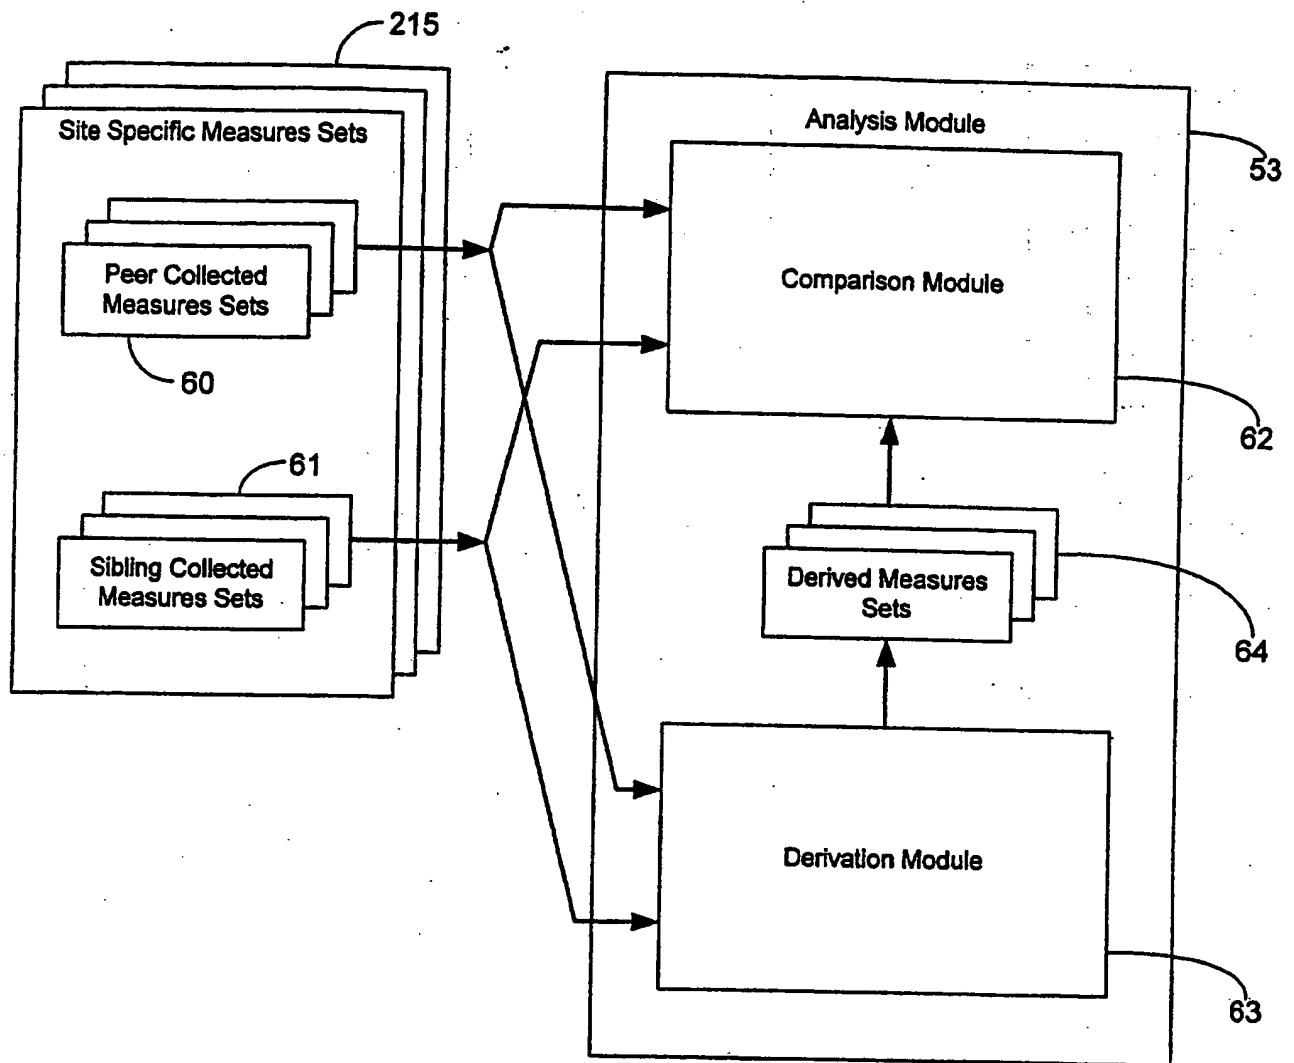 215
Site Specific Measures Sets
Analysis Module
53
Peer Collected
Measures Sets
60
Comparison Module
62
61
Sibling Collected
Measures Sets
Derived Measures
Sets
64
Derivation Module
63